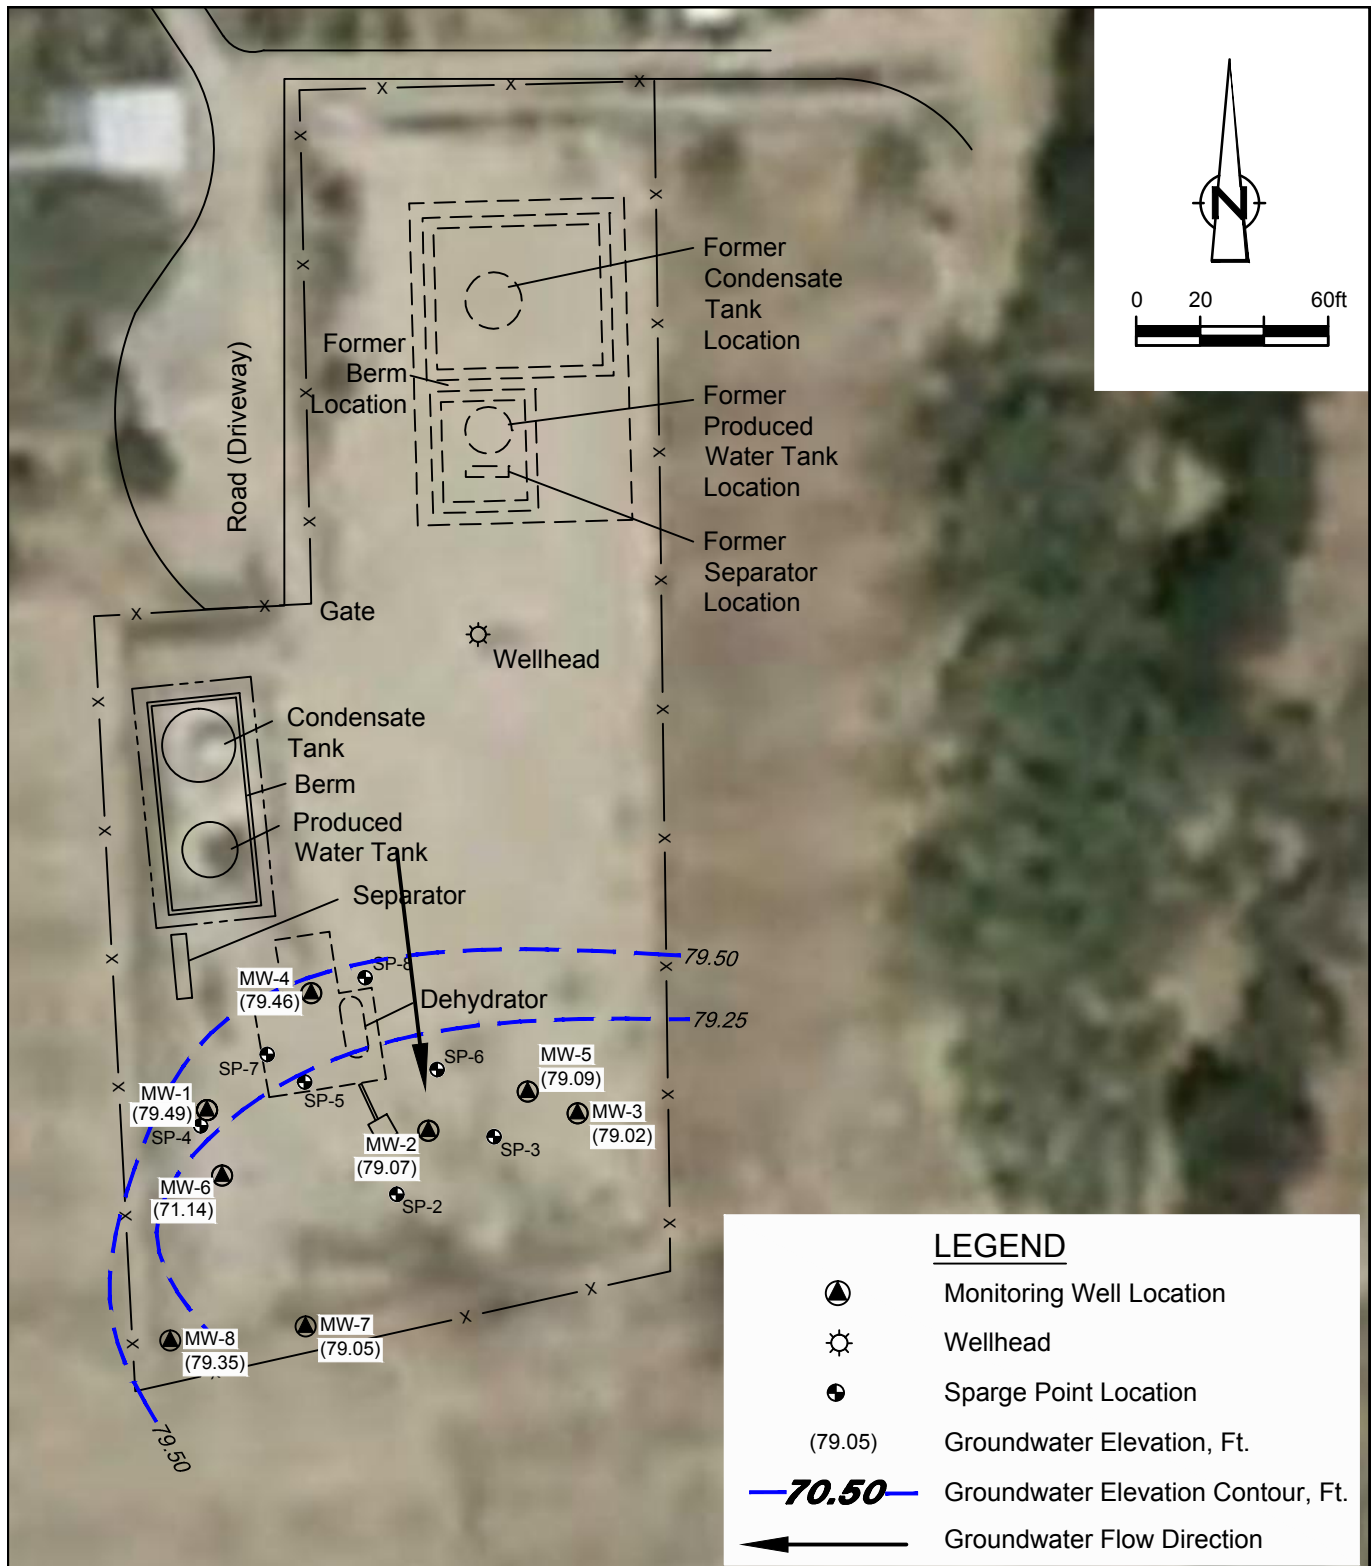 N
0 20 60ft
Former
Condensate
Tank
Location
Former
Berm
Location
Former
Produced
Water Tank
Location
Road (Driveway)
Former
Separator
Location
Gate
Wellhead
Condensate
Tank
Berm
Produced
Water Tank
Separator
79.50
SP-8
MW-4
(79.46)
Dehydrator
79.25
SP-7
SP-6
MW-5
(79.09)
SP-5
MW-1
(79.49)
SP-4
MW-3
(79.02)
MW-2
(79.07)
SP-3
MW-6
(71.14)
SP-2
MW-7
(79.05)
MW-8
(79.35)
79.50
LEGEND
Monitoring Well Location
Wellhead
Sparge Point Location
(79.05) Groundwater Elevation, Ft.
70.50 Groundwater Elevation Contour, Ft.
Groundwater Flow Direction